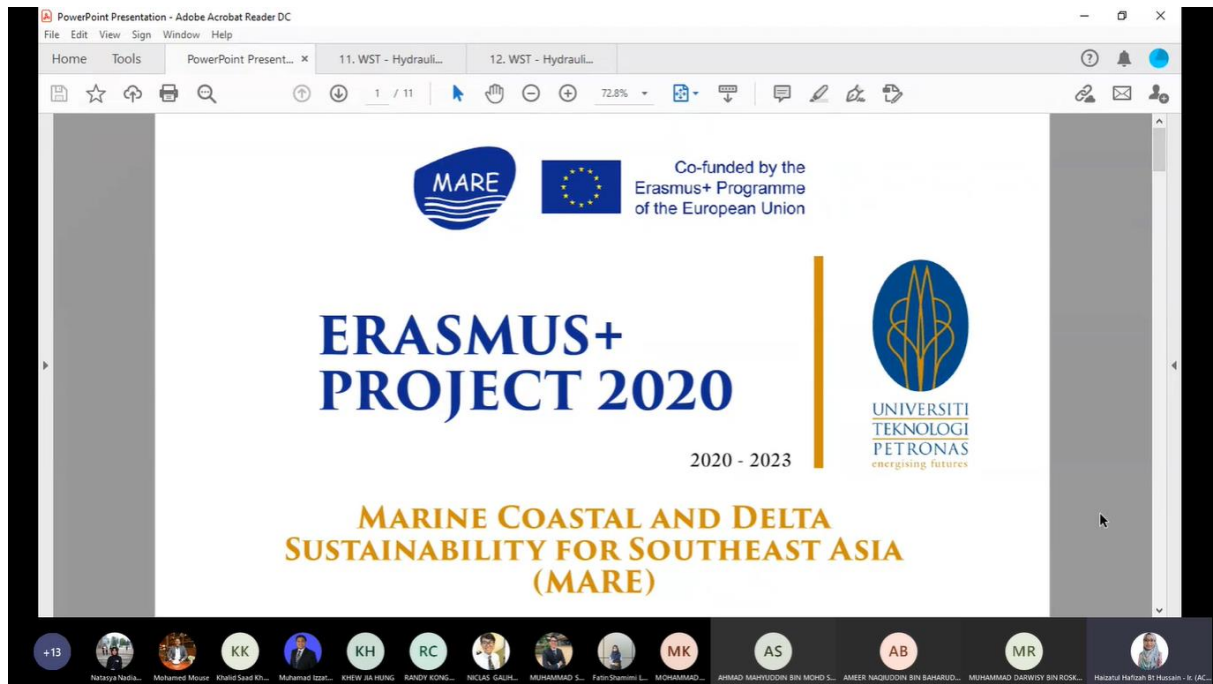 PowerPoint Presentation - Adobe Acrobat Reader DC
File Edit View Sign Window Help
Home Tools PowerPoint Present... × 11. WST - Hydrauli... 12. WST - Hydrauli...
1 / 11 72.8%
MARE
Co-funded by the
Erasmus+ Programme
of the European Union
ERASMUS+
PROJECT 2020
2020 - 2023
UNIVERSITI
TEKNOLOGI
PETRONAS
energising futures
MARINE COASTAL AND DELTA
SUSTAINABILITY FOR SOUTHEAST ASIA
(MARE)
+13 KK KH RC MK AS AB MR
Natasya Nadia... Mohamed Mouse Khalid Saad Kh... Muhamad Izzat... KHEW JIA HUNG RANDY KONG... NICLAS GALIH... MUHAMMAD S... FatinShamimi L... MOHAMMAD... AHMAD MAHYUDDIN BIN MOHD S... AMEER NAQIUDDIN BIN BAHARUD... MUHAMMAD DARWISY BIN ROSK... Haizatul Hafizah Bt Hussain - Ir. (AC...